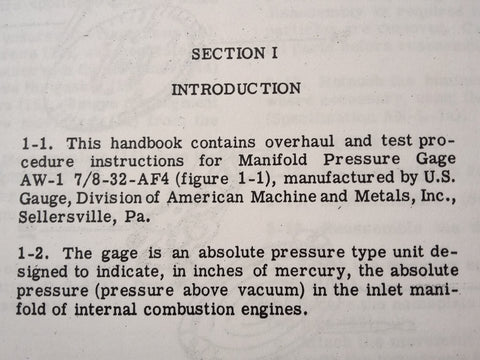 SECTION I
INTRODUCTION
1-1. This handbook contains overhaul and test pro-
cedure instructions for Manifold Pressure Gage
AW-1 7/8-32-AF4 (figure 1-1), manufactured by U.S.
Gauge, Division of American Machine and Metals, Inc.,
Sellersville, Pa.
1-2. The gage is an absolute pressure type unit de-
signed to indicate, in inches of mercury, the absolute
pressure (pressure above vacuum) in the inlet mani-
fold of internal combustion engines.